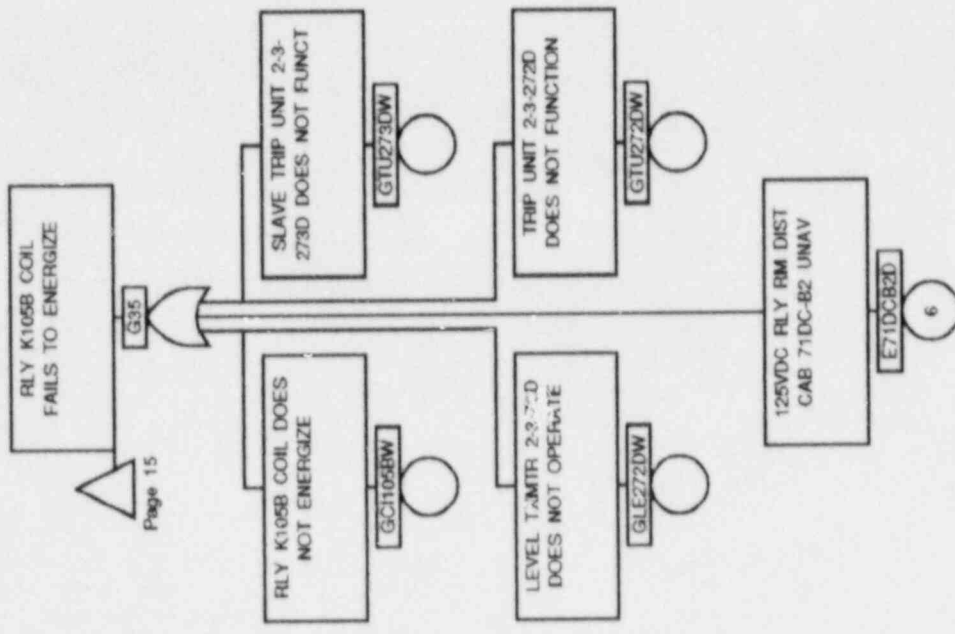 RLY K105B COIL
FAILS TO ENERGIZE
Page 15
G35
RLY K105B COIL DOES
NOT ENERGIZE
GCI105BW
SLAVE TRIP UNIT 2-3-
273D DOES NOT FUNCT
GTU273DW
LEVEL
DOES NOT OPERATE
GLE272DW
TRIP UNIT 2-3-272D
DOES NOT FUNCTION
GTU272DW
125VDC RLY RM DIST
CAB 71DC-B2 UNAV
E71DCB2D
6